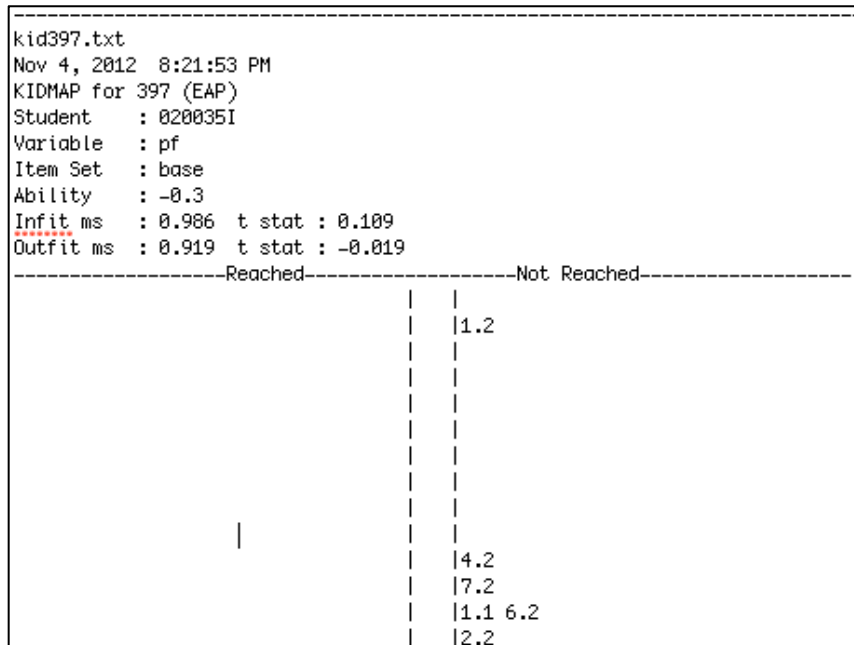 kid397.txt
Nov 4, 2012  8:21:53 PM
KIDMAP for 397 (EAP)
Student    : 020035I
Variable   : pf
Item Set   : base
Ability    : -0.3
Infit ms   : 0.986  t stat : 0.109
Outfit ms  : 0.919  t stat : -0.019
-------------------Reached-------------------Not Reached-------------------
|   |
|   |1.2
|   |
|   |
|   |
|   |
|   |
|   |
|   |
|   |
|   |4.2
|   |7.2
|   |1.1 6.2
|   |2.2